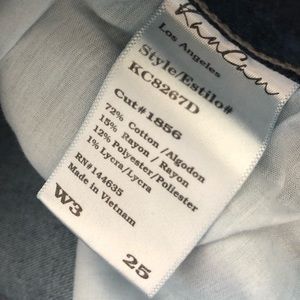 KanCan
Los Angeles
Style/Estilo#
KC8267D
Cut#1856
72% Cotton /Algodon
15% Rayon / Rayon
12% Polyester/Poliester
1% Lycra/Lycra
RN#144635
Made in Vietnam
W3
25